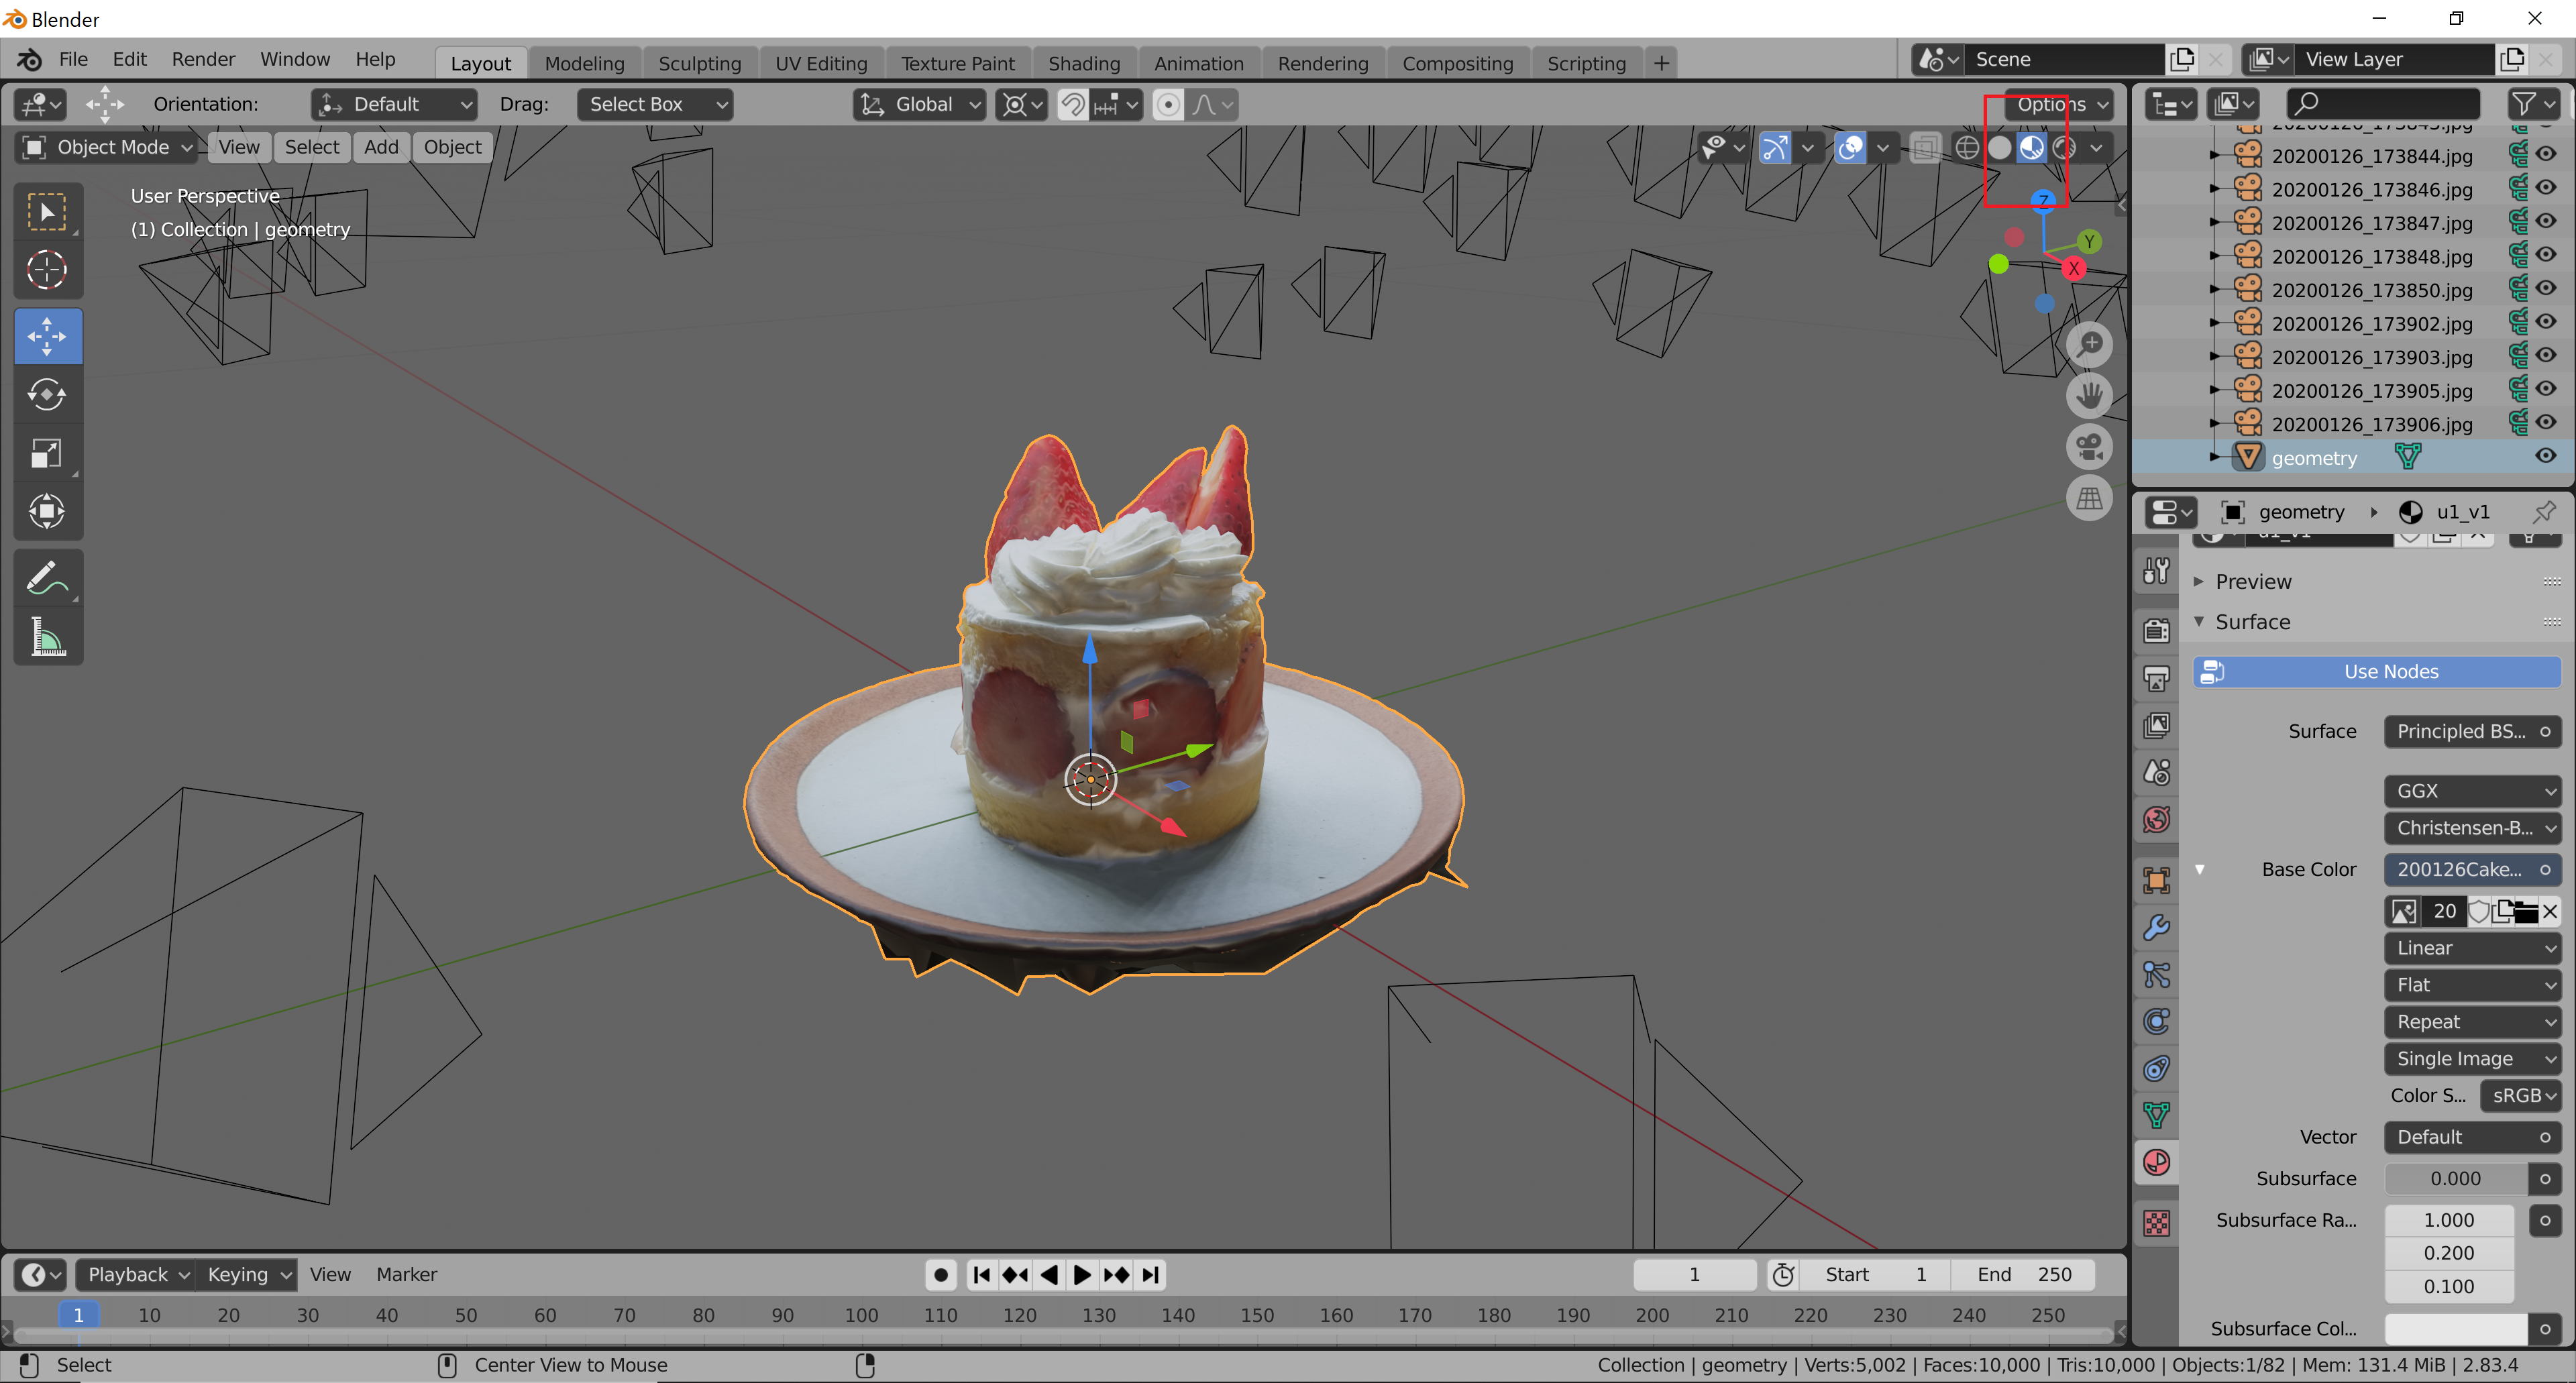 Blender
File Edit Render Window Help Layout Modeling Sculpting UV Editing Texture Paint Shading Animation Rendering Compositing Scripting + Scene View Layer
Orientation: Default Drag: Select Box Global Options
Object Mode View Select Add Object
User Perspective
(1) Collection | geometry
Z
Y
X
20200126_173844.jpg
20200126_173846.jpg
20200126_173847.jpg
20200126_173848.jpg
20200126_173850.jpg
20200126_173902.jpg
20200126_173903.jpg
20200126_173905.jpg
20200126_173906.jpg
geometry
geometry u1_v1
u1_v1
Preview
Surface
Use Nodes
Surface Principled BS...
GGX
Christensen-B...
Base Color 200126Cake...
20
Linear
Flat
Repeat
Single Image
Color S... sRGB
Vector Default
Subsurface 0.000
Subsurface Ra... 1.000
0.200
0.100
Subsurface Col...
Playback Keying View Marker 1 Start 1 End 250
1 10 20 30 40 50 60 70 80 90 100 110 120 130 140 150 160 170 180 190 200 210 220 230 240 250
Select Center View to Mouse Collection | geometry | Verts:5,002 | Faces:10,000 | Tris:10,000 | Objects:1/82 | Mem: 131.4 MiB | 2.83.4